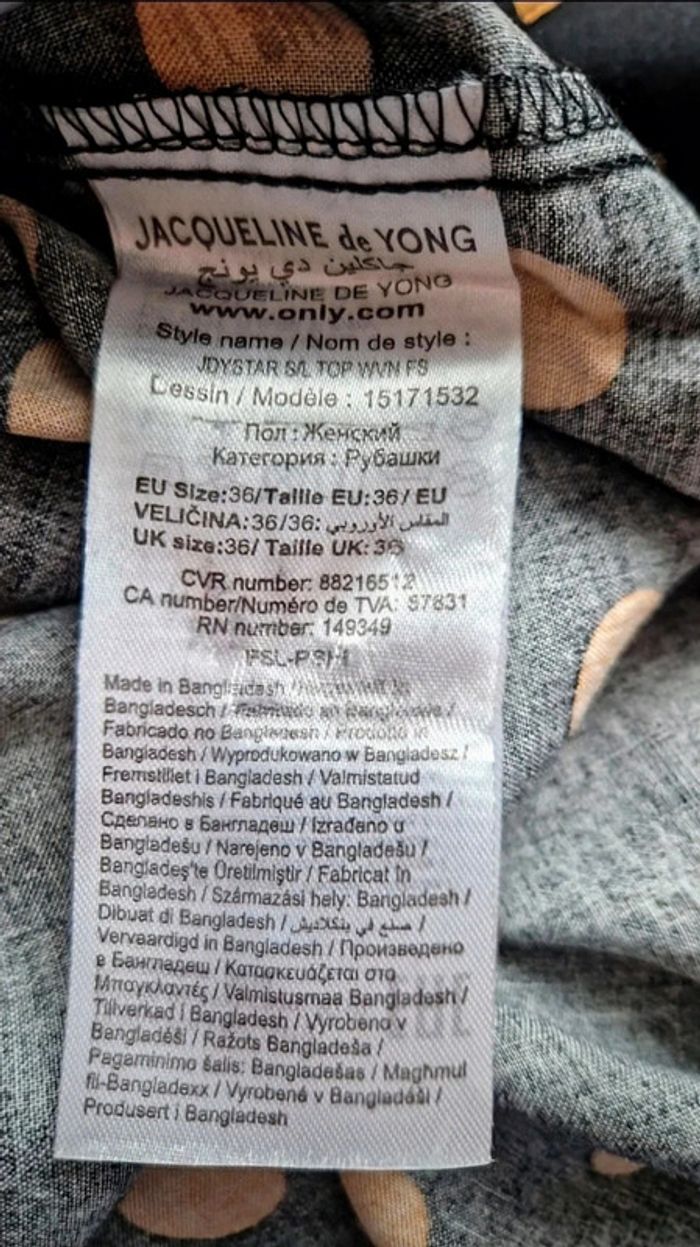 JACQUELINE de YONG
جاكلين دي يونج
JACQUELINE DE YONG
www.only.com
Style name / Nom de style :
JDYSTAR S/L TOP WVN FS
Dessin / Modèle : 15171532
Пол : Женский
Категория : Рубашки
EU Size:36/Taille EU:36/ EU
VELIČINA:36/36: المقاس الأوروبي
UK size:36/ Taille UK:36
CVR number: 88216512
CA number/Numéro de TVA: 57831
RN number: 149349
Made in Bangladesh /
Bangladesch /
Fabricado no Bangladesh / Prodotto in
Bangladesh / Wyprodukowano w Bangladesz /
Fremstillet i Bangladesh / Valmistatud
Bangladeshis / Fabriqué au Bangladesh /
Сделано в Бангладеш / Izrađeno u
Bangladešu / Narejeno v Bangladešu /
Bangladeş'te Üretilmiştir / Fabricat în
Bangladesh / Származási hely: Bangladesh /
Dibuat di Bangladesh / صنع في بنكلاديش /
Vervaardigd in Bangladesh / Произведено
в Бангладеш / Κατασκευάζεται στο
Μπαγκλαντές / Valmistusmaa Bangladesh /
Tillverkad i Bangladesh / Vyrobeno v
Bangladéši / Ražots Bangladeša /
Pagaminimo šalis: Bangladešas / Magħmul
fil-Bangladexx / Vyrobené v Bangladéši /
Produsert i Bangladesh